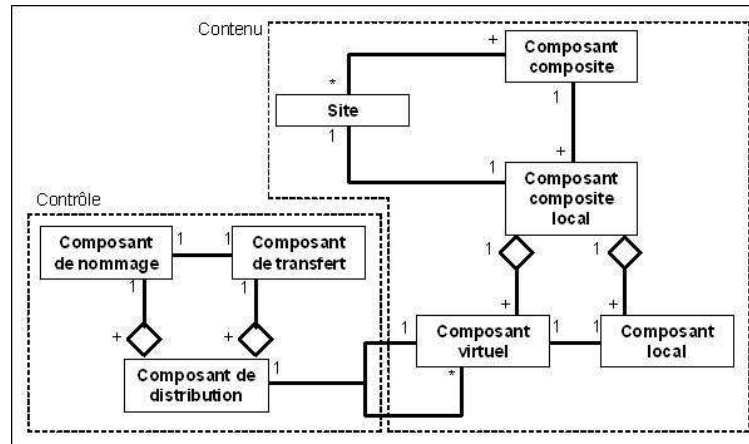 Contenu
+
Composant
composite
*
1
Site
1
1
+
Composant
composite
local
Contrôle
1
1
Composant
de nommage
1
1
Composant
de transfert
1
1
+
+
+
+
1
Composant
virtuel
1
1
Composant
local
Composant de
distribution
1
*